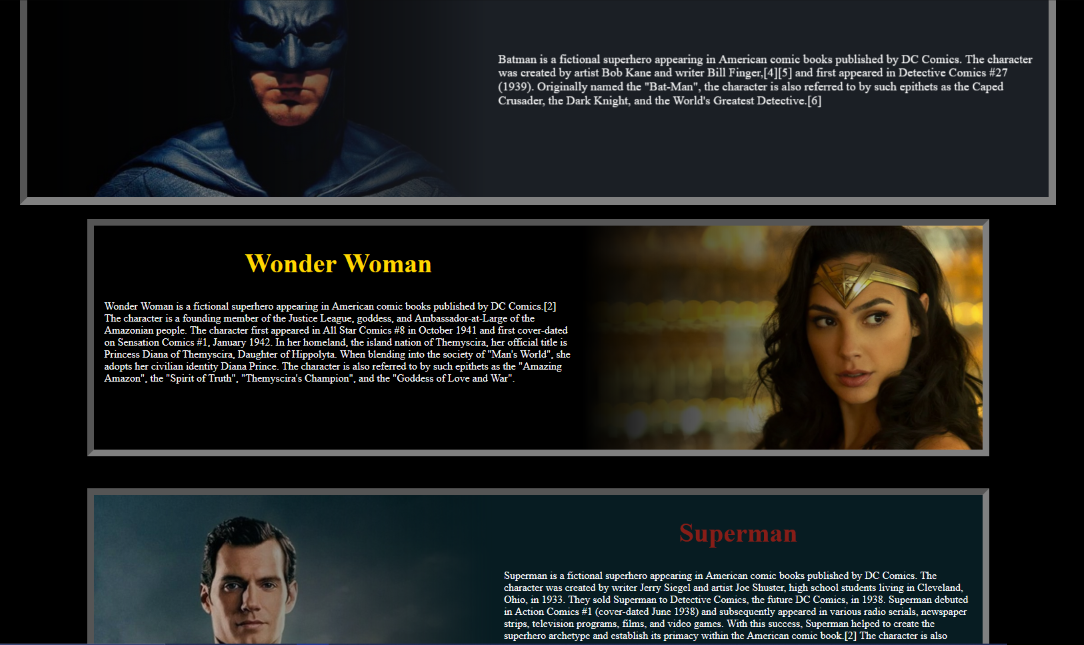 Batman is a fictional superhero appearing in American comic books published by DC Comics. The character
was created by artist Bob Kane and writer Bill Finger,[4][5] and first appeared in Detective Comics #27
(1939). Originally named the "Bat-Man", the character is also referred to by such epithets as the Caped
Crusader, the Dark Knight, and the World's Greatest Detective.[6]
Wonder Woman
Wonder Woman is a fictional superhero appearing in American comic books published by DC Comics.[2]
The character is a founding member of the Justice League, goddess, and Ambassador-at-Large of the
Amazonian people. The character first appeared in All Star Comics #8 in October 1941 and first cover-dated
on Sensation Comics #1, January 1942. In her homeland, the island nation of Themyscira, her official title is
Princess Diana of Themyscira, Daughter of Hippolyta. When blending into the society of "Man's World", she
adopts her civilian identity Diana Prince. The character is also referred to by such epithets as the "Amazing
Amazon", the "Spirit of Truth", "Themyscira's Champion", and the "Goddess of Love and War".
Superman
Superman is a fictional superhero appearing in American comic books published by DC Comics. The
character was created by writer Jerry Siegel and artist Joe Shuster, high school students living in Cleveland,
Ohio, in 1933. They sold Superman to Detective Comics, the future DC Comics, in 1938. Superman debuted
in Action Comics #1 (cover-dated June 1938) and subsequently appeared in various radio serials, newspaper
strips, television programs, films, and video games. With this success, Superman helped to create the
superhero archetype and establish its primacy within the American comic book.[2] The character is also